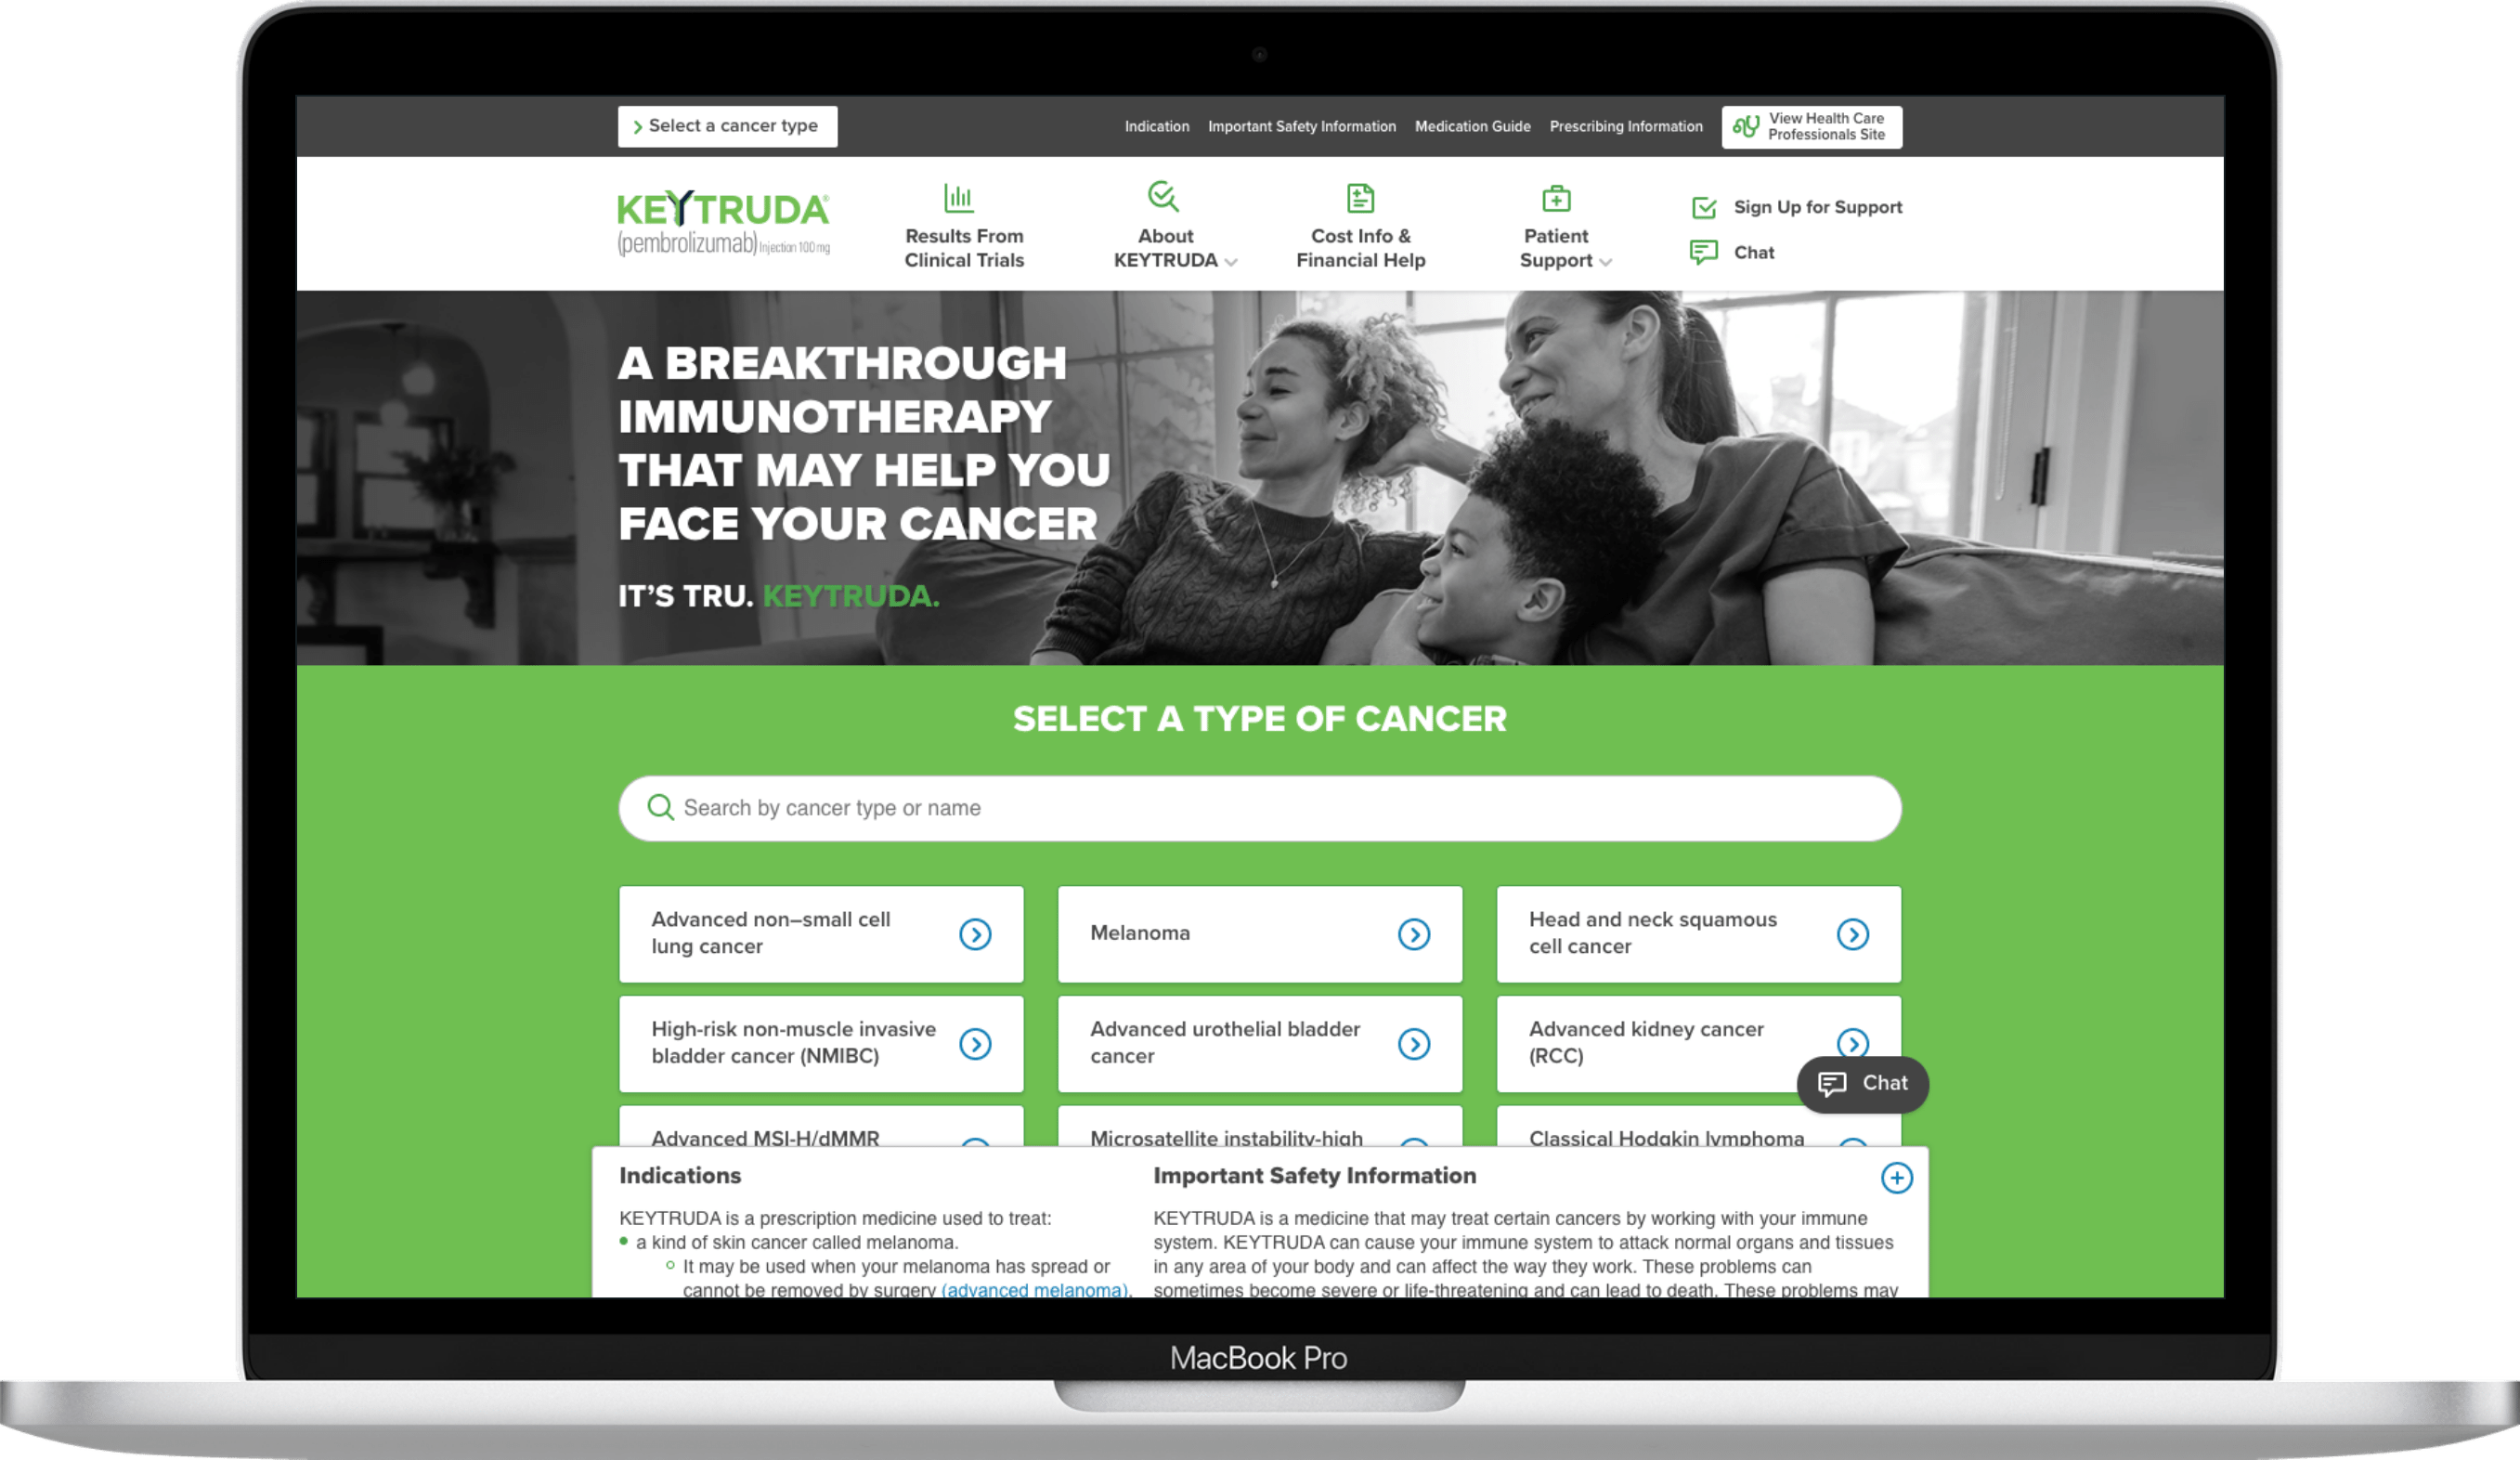 Select a cancer type
Indication Important Safety Information Medication Guide Prescribing Information
View Health Care
Professionals Site
KEYTRUDA®
(pembrolizumab) Injection 100 mg
Results From
Clinical Trials
About
KEYTRUDA
Cost Info &
Financial Help
Patient
Support
Sign Up for Support
Chat
A BREAKTHROUGH
IMMUNOTHERAPY
THAT MAY HELP YOU
FACE YOUR CANCER
IT'S TRU. KEYTRUDA.
SELECT A TYPE OF CANCER
Search by cancer type or name
Advanced non–small cell
lung cancer
Melanoma
Head and neck squamous
cell cancer
High-risk non-muscle invasive
bladder cancer (NMIBC)
Advanced urothelial bladder
cancer
Advanced kidney cancer
(RCC)
Chat
Advanced MSI-H/dMMR
Microsatellite instability-high
Classical Hodgkin lymphoma
Indications
KEYTRUDA is a prescription medicine used to treat:
a kind of skin cancer called melanoma.
It may be used when your melanoma has spread or
cannot be removed by surgery (advanced melanoma).
Important Safety Information
KEYTRUDA is a medicine that may treat certain cancers by working with your immune
system. KEYTRUDA can cause your immune system to attack normal organs and tissues
in any area of your body and can affect the way they work. These problems can
sometimes become severe or life-threatening and can lead to death. These problems may
MacBook Pro